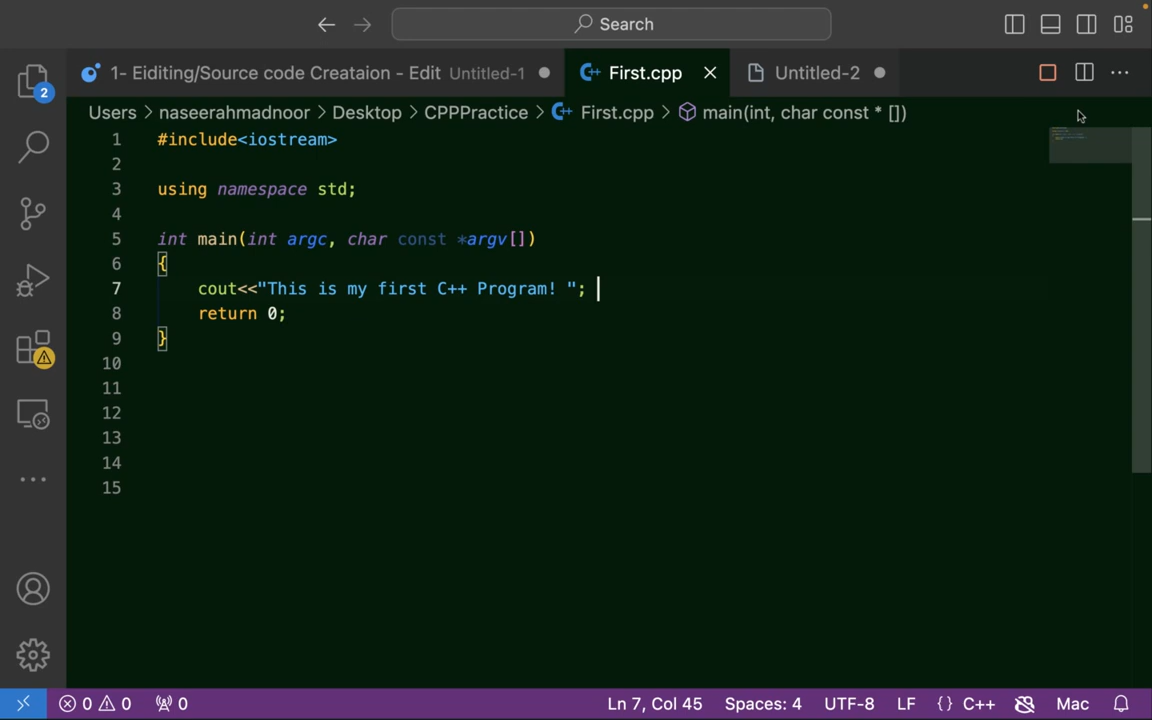 Search
1- Eiditing/Source code Creataion - Edit Untitled-1
First.cpp
Untitled-2
Users > naseerahmadnoor > Desktop > CPPPractice > First.cpp > main(int, char const * [])
2
1 #include<iostream>
2
3 using namespace std;
4
5 int main(int argc, char const *argv[])
6 {
7 cout<<"This is my first C++ Program! ";
8 return 0;
9 }
10
11
12
13
14
15
0 0 0 Ln 7, Col 45 Spaces: 4 UTF-8 LF {} C++ Mac